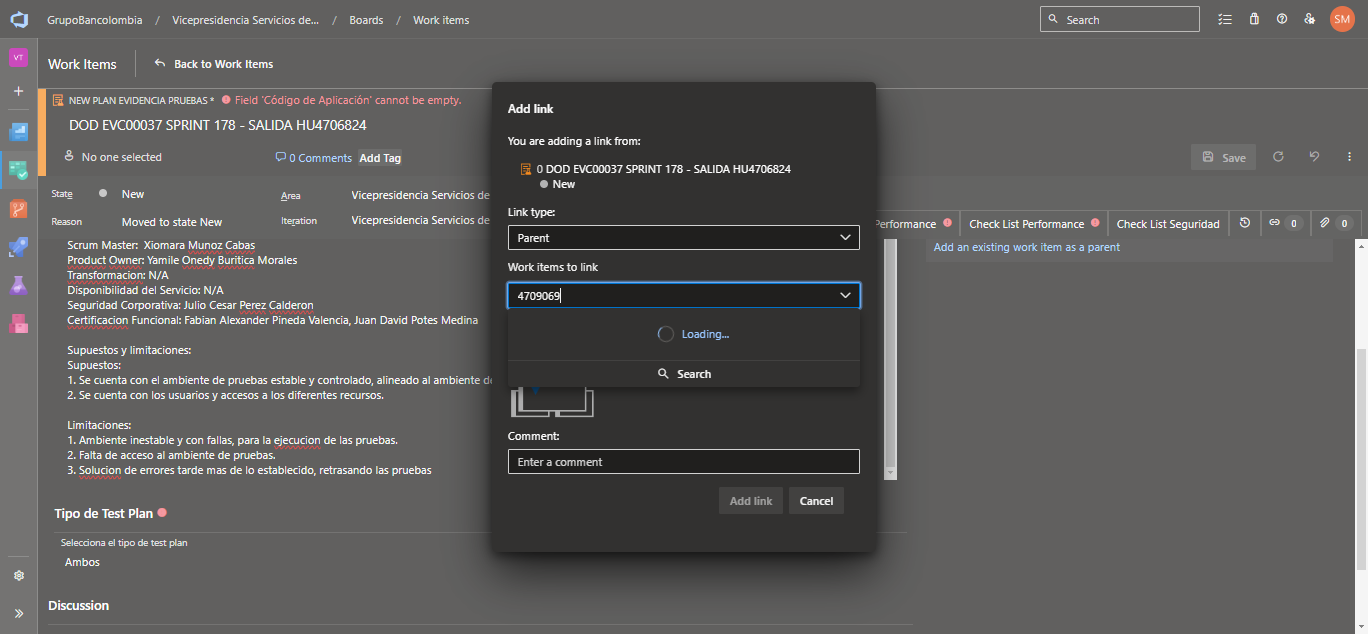 GrupoBancolombia / Vicepresidencia Servicios de... / Boards / Work items
Search
SM
VT
Work Items
Back to Work Items
NEW PLAN EVIDENCIA PRUEBAS * Field 'Código de Aplicación' cannot be empty.
DOD EVC00037 SPRINT 178 - SALIDA HU4706824
No one selected
0 Comments
Add Tag
Save
State
New
Area
Vicepresidencia Servicios de
Reason
Moved to state New
Iteration
Vicepresidencia Servicios de
Performance
Check List Performance
Check List Seguridad
0
0
Add an existing work item as a parent
Scrum Master: Xiomara Munoz Cabas
Product Owner: Yamile Onedy Buritica Morales
Transformacion: N/A
Disponibilidad del Servicio: N/A
Seguridad Corporativa: Julio Cesar Perez Calderon
Certificacion Funcional: Fabian Alexander Pineda Valencia, Juan David Potes Medina
Supuestos y limitaciones:
Supuestos:
1. Se cuenta con el ambiente de pruebas estable y controlado, alineado al ambiente de
2. Se cuenta con los usuarios y accesos a los diferentes recursos.
Limitaciones:
1. Ambiente inestable y con fallas, para la ejecucion de las pruebas.
2. Falta de acceso al ambiente de pruebas.
3. Solucion de errores tarde mas de lo establecido, retrasando las pruebas
Tipo de Test Plan
Selecciona el tipo de test plan
Ambos
Discussion
Add link
You are adding a link from:
0 DOD EVC00037 SPRINT 178 - SALIDA HU4706824
New
Link type:
Parent
Work items to link
4709069
Loading...
Search
Comment:
Enter a comment
Add link
Cancel